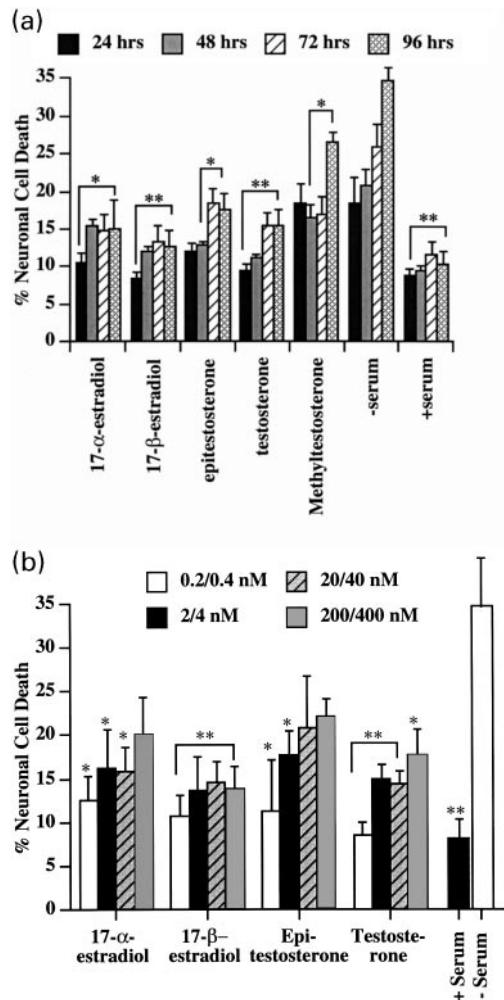 (a)
24 hrs 48 hrs 72 hrs 96 hrs
% Neuronal Cell Death
35
30
25
20
15
10
5
0
*
**
*
**
*
**
17-α-estradiol
17-β-estradiol
epitestosterone
testosterone
Methyltestosterone
-serum
+serum
(b)
0.2/0.4 nM 20/40 nM
2/4 nM 200/400 nM
% Neuronal Cell Death
35
30
25
20
15
10
5
0
*
*
*
**
*
*
**
*
**
17-α-
estradiol
17-β–
estradiol
Epi-
testosterone
Testoste-
rone
+ Serum
- Serum